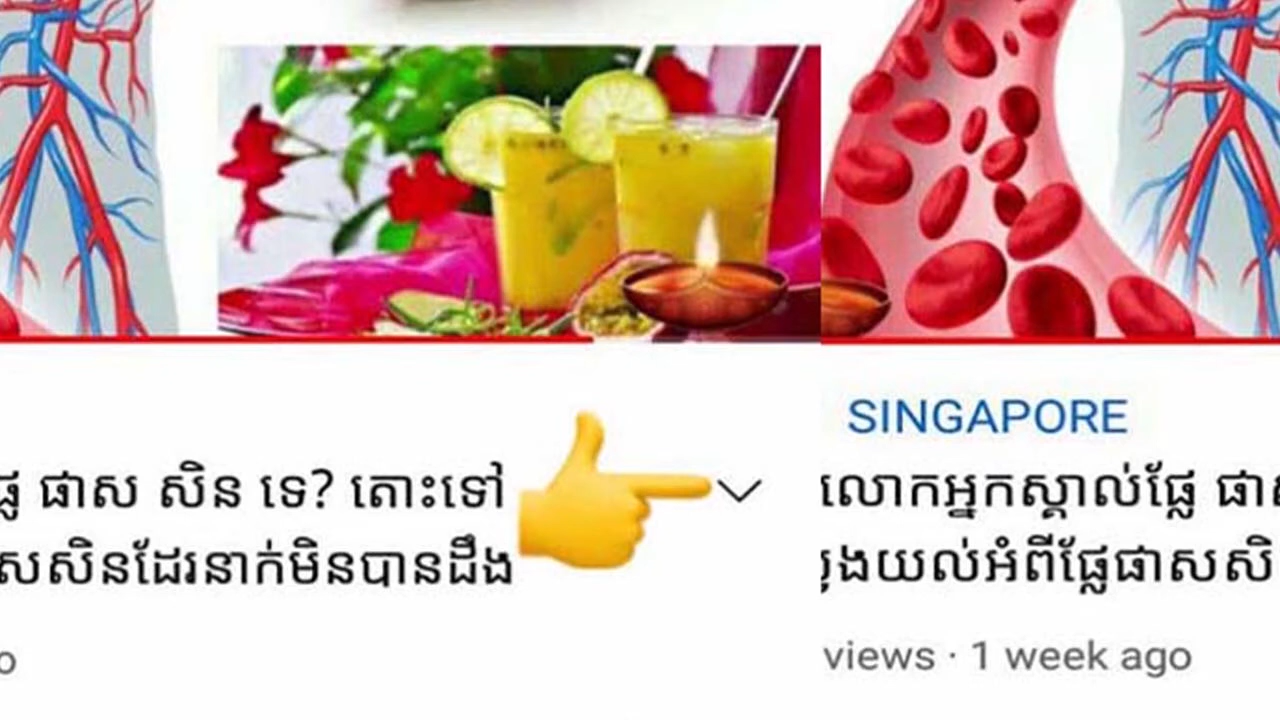 ផ្លែ ផាស សិន ទេ? តោះទៅ
សសិនដែរនាក់មិនបានដឹង
SINGAPORE
លោកអ្នកស្គាល់ផ្លែ
ងយល់អំពីផ្លែផាសសិ
views · 1 week ago